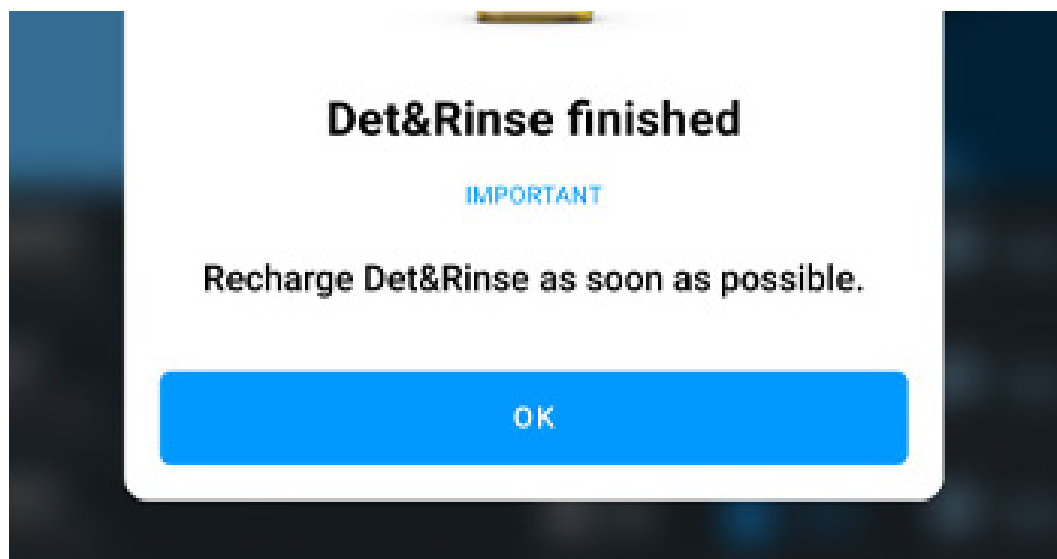 Det&Rinse finished
IMPORTANT
Recharge Det&Rinse as soon as possible.
OK